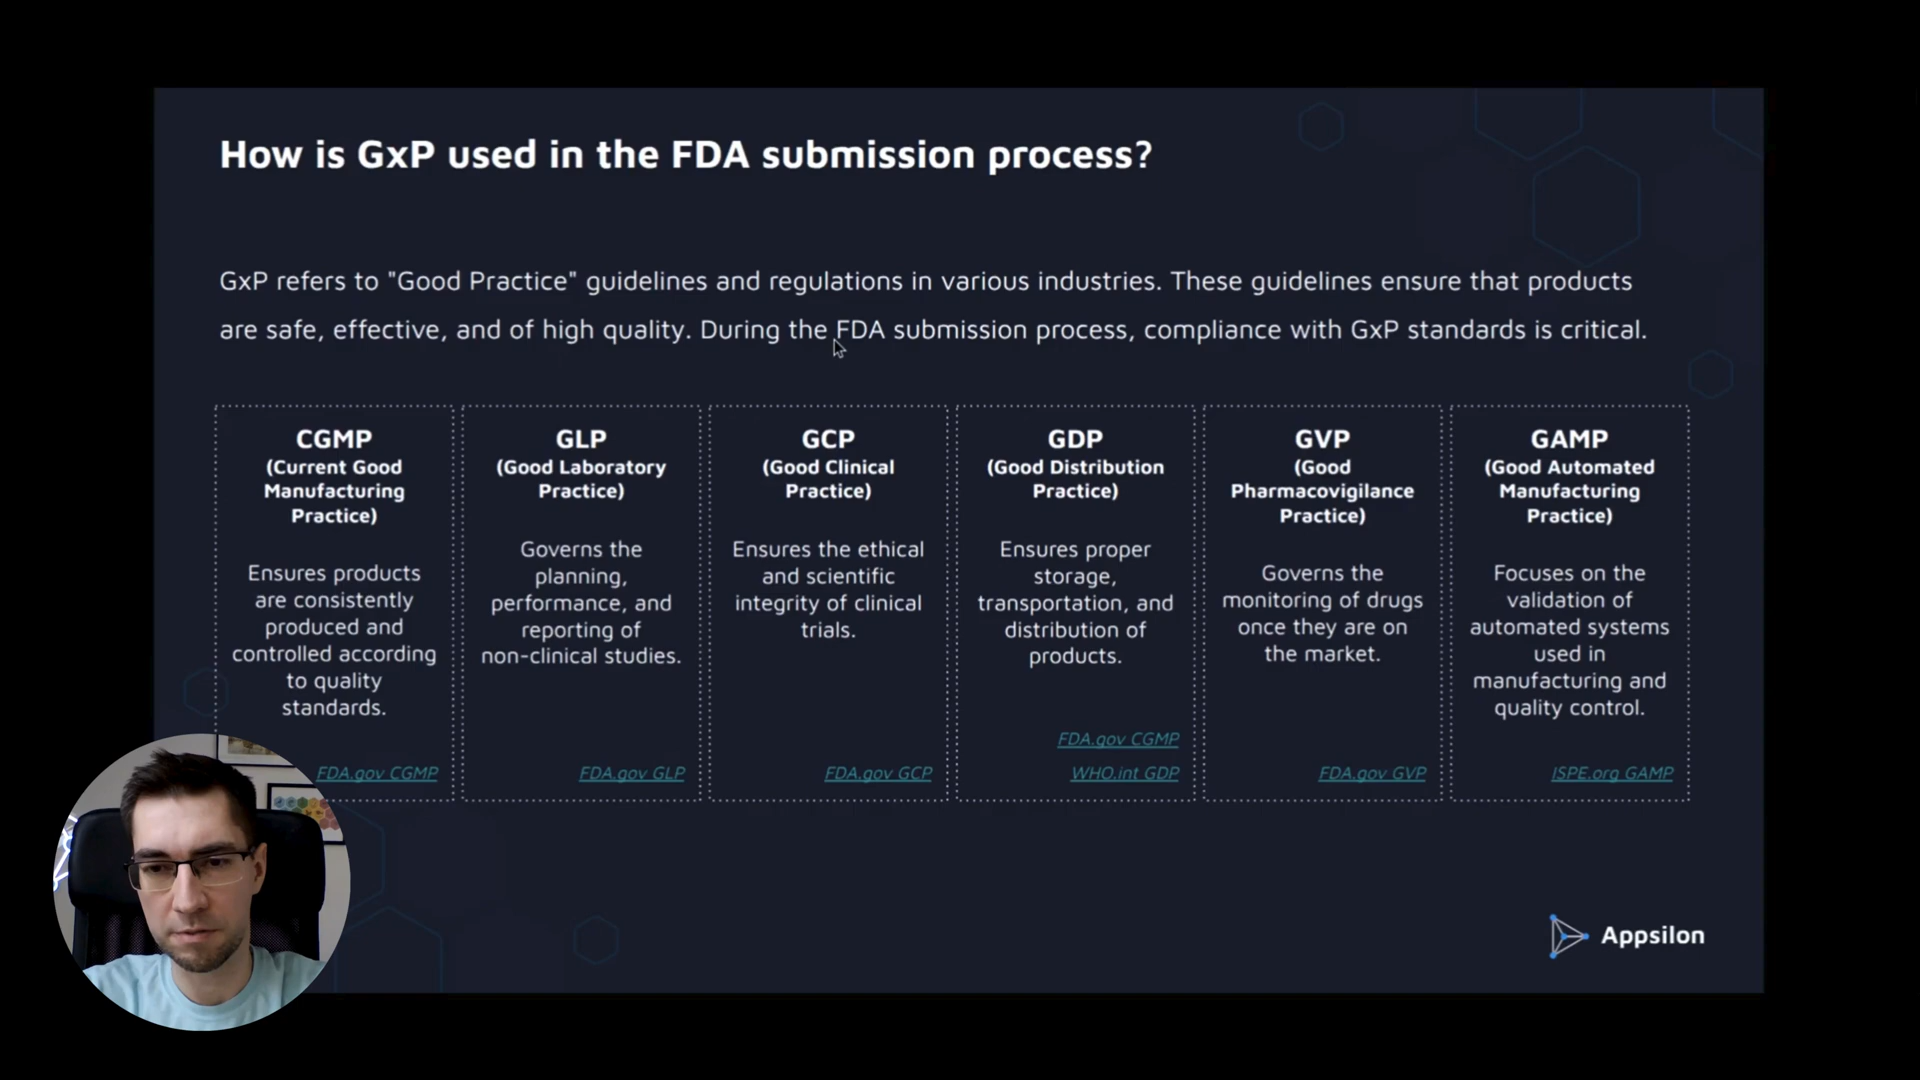 How is GxP used in the FDA submission process?
GxP refers to "Good Practice" guidelines and regulations in various industries. These guidelines ensure that products
are safe, effective, and of high quality. During the FDA submission process, compliance with GxP standards is critical.
CGMP
(Current Good
Manufacturing
Practice)
Ensures products
are consistently
produced and
controlled according
to quality
standards.
FDA.gov CGMP
GLP
(Good Laboratory
Practice)
Governs the
planning,
performance, and
reporting of
non-clinical studies.
FDA.gov GLP
GCP
(Good Clinical
Practice)
Ensures the ethical
and scientific
integrity of clinical
trials.
FDA.gov GCP
GDP
(Good Distribution
Practice)
Ensures proper
storage,
transportation, and
distribution of
products.
FDA.gov CGMP
WHO.int GDP
GVP
(Good
Pharmacovigilance
Practice)
Governs the
monitoring of drugs
once they are on
the market.
FDA.gov GVP
GAMP
(Good Automated
Manufacturing
Practice)
Focuses on the
validation of
automated systems
used in
manufacturing and
quality control.
ISPE.org GAMP
Appsilon